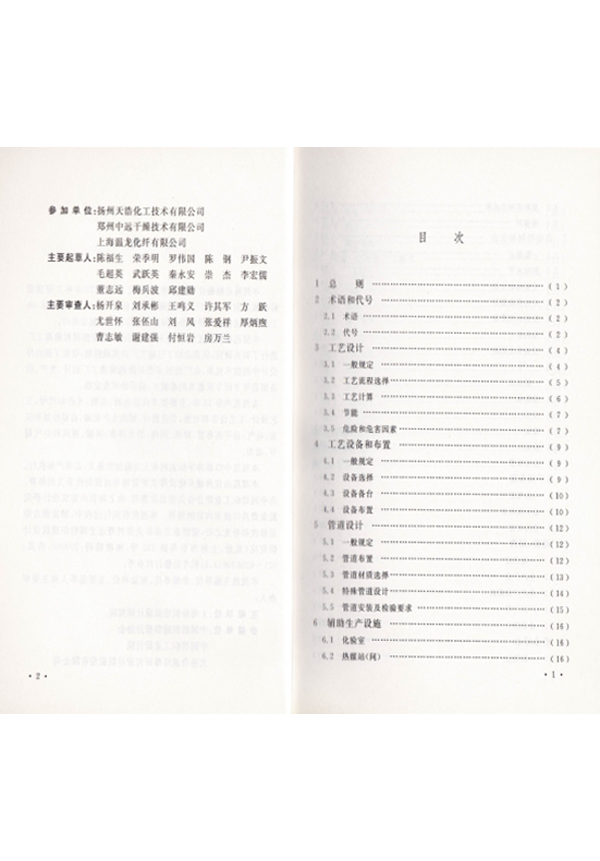 参加单位:扬州天浩化工技术有限公司
郑州中远干燥技术有限公司
上海温龙化纤有限公司
主要起草人:陈福生 荣季明 罗伟国 陈 钢 尹振文
毛超英 武跃英 秦永安 崇 杰 李宏儒
董志远 梅兵波 邱建勋
主要审查人:杨开泉 刘承彬 王鸣义 许其军 方 跃
尤世怀 张伾山 刘 凤 张爱祥 厚炳煦
曹志敏 谢建强 付恒岩 房万兰
·2·
目 次
1 总 则 (1)
2 术语和代号 (2)
2.1 术语 (2)
2.2 代号 (2)
3 工艺设计 (4)
3.1 一般规定 (4)
3.2 工艺流程选择 (5)
3.3 工艺计算 (6)
3.4 节能 (7)
3.5 危险和危害因素 (7)
4 工艺设备和布置 (9)
4.1 一般规定 (9)
4.2 设备选择 (9)
4.3 设备备台 (10)
4.4 设备布置 (10)
5 管道设计 (12)
5.1 一般规定 (12)
5.2 管道布置 (12)
5.3 管道材质选择 (13)
5.4 特殊管道设计 (14)
5.5 管道安装及检验要求 (15)
6 辅助生产设施 (16)
6.1 化验室 (16)
6.2 热媒站(间) (16)
·1·